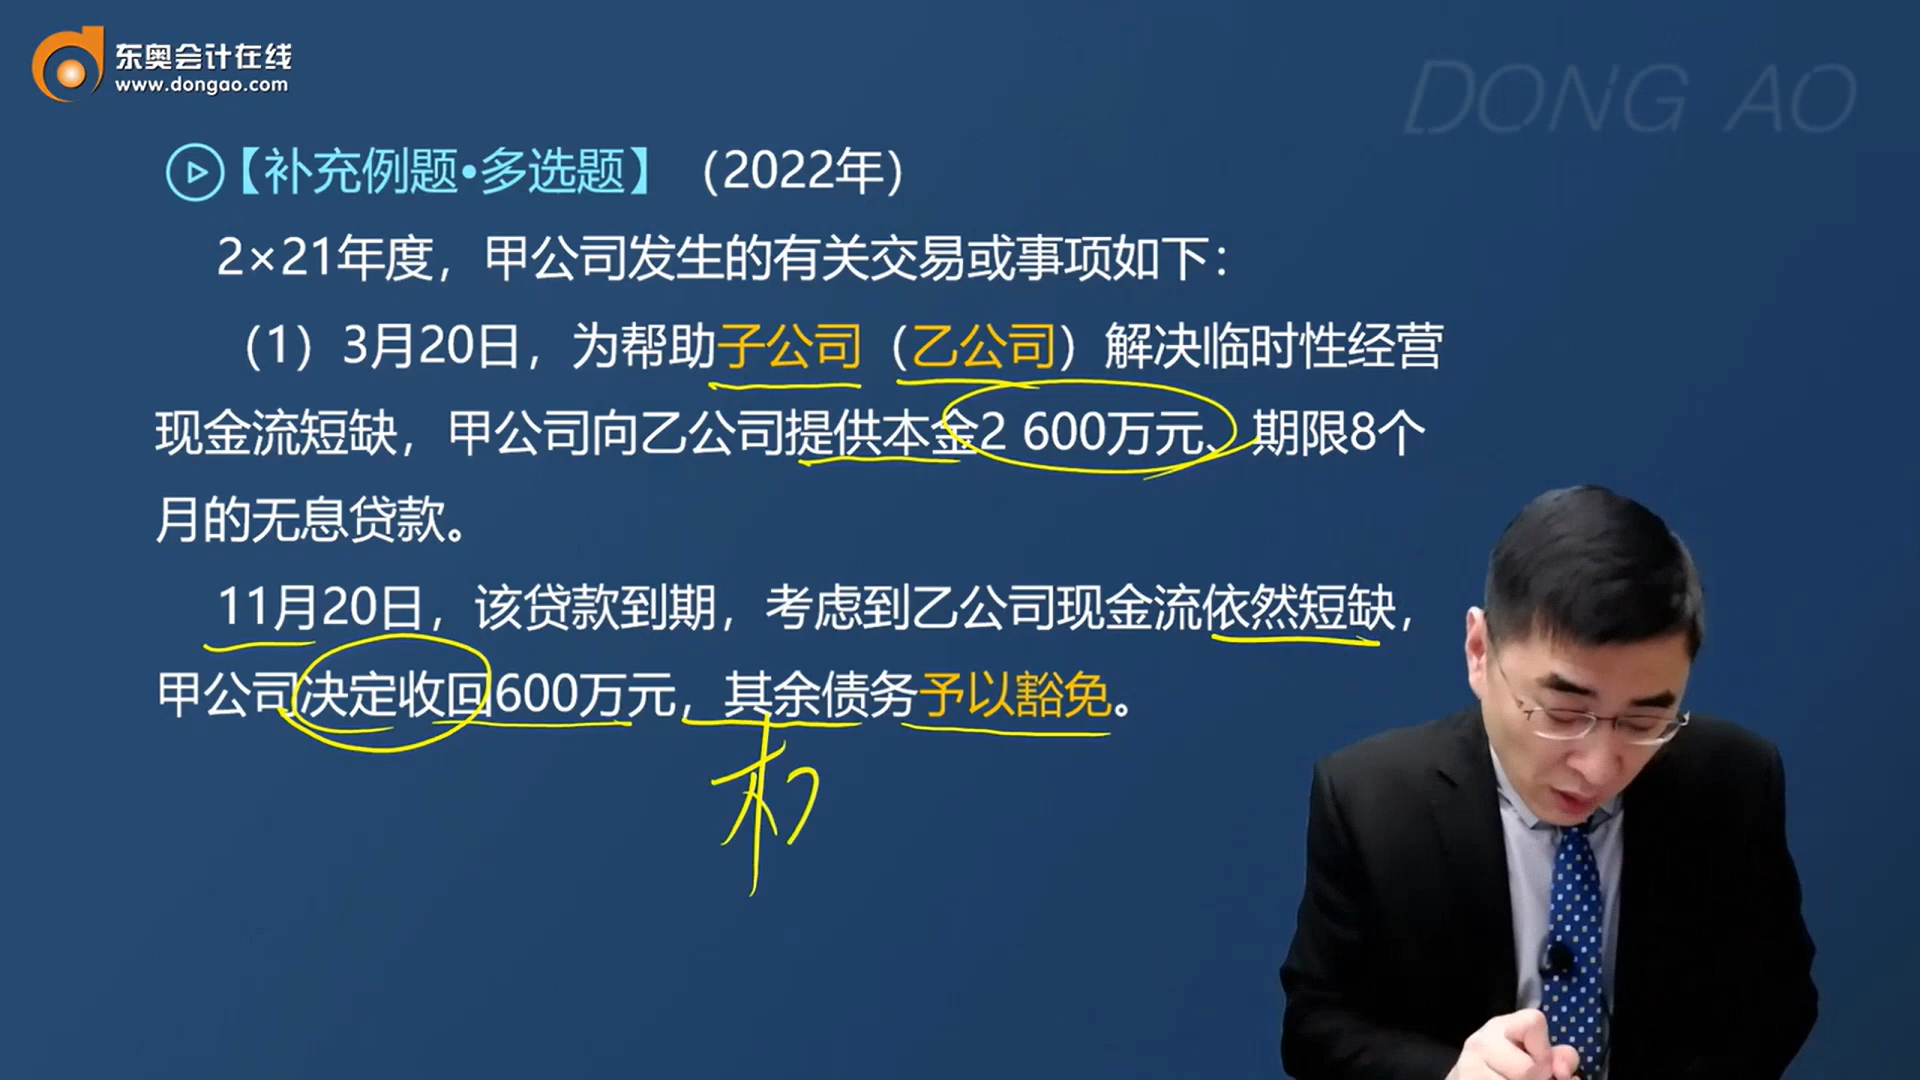 东奥会计在线
www.dongao.com
DONG AO
【补充例题•多选题】（2022年）
2×21年度，甲公司发生的有关交易或事项如下：
（1）3月20日，为帮助子公司（乙公司）解决临时性经营
现金流短缺，甲公司向乙公司提供本金2 600万元、期限8个
月的无息贷款。
11月20日，该贷款到期，考虑到乙公司现金流依然短缺，
甲公司决定收回600万元，其余债务予以豁免。